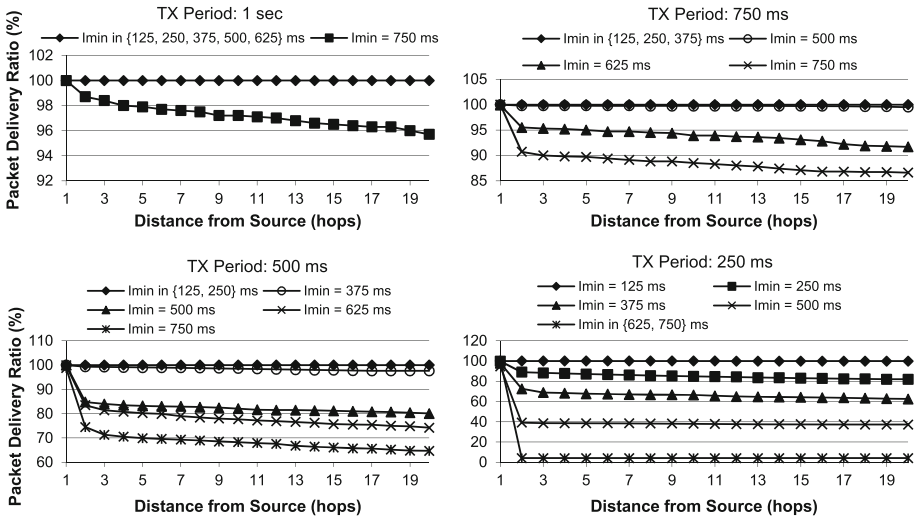 TX Period: 1 sec
Imin in {125, 250, 375, 500, 625} ms
Imin = 750 ms
Packet Delivery Ratio (%)
102
100
98
96
94
92
1 3 5 7 9 11 13 15 17 19
Distance from Source (hops)
TX Period: 750 ms
Imin in {125, 250, 375} ms
Imin = 500 ms
Imin = 625 ms
Imin = 750 ms
105
100
95
90
85
1 3 5 7 9 11 13 15 17 19
Distance from Source (hops)
TX Period: 500 ms
Imin in {125, 250} ms
Imin = 375 ms
Imin = 500 ms
Imin = 625 ms
Imin = 750 ms
Packet Delivery Ratio (%)
110
100
90
80
70
60
1 3 5 7 9 11 13 15 17 19
Distance from Source (hops)
TX Period: 250 ms
Imin = 125 ms
Imin = 250 ms
Imin = 375 ms
Imin = 500 ms
Imin in {625, 750} ms
120
100
80
60
40
20
0
1 3 5 7 9 11 13 15 17 19
Distance from Source (hops)